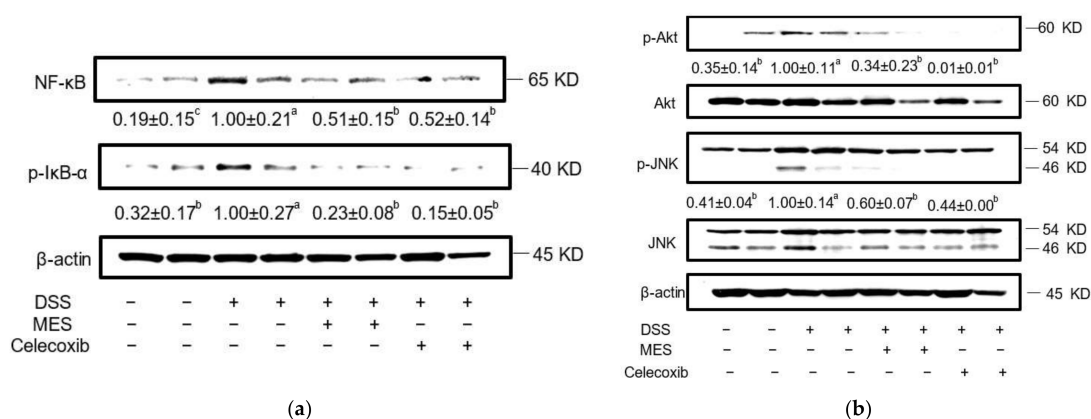 NF-κB
65 KD
0.19±0.15c 1.00±0.21a 0.51±0.15b 0.52±0.14b
p-IκB-α
40 KD
0.32±0.17b 1.00±0.27a 0.23±0.08b 0.15±0.05b
β-actin
45 KD
DSS − − + + + + + +
MES − − − − + + − −
Celecoxib − − − − − − + +
(a)
p-Akt
60 KD
0.35±0.14b 1.00±0.11a 0.34±0.23b 0.01±0.01b
Akt
60 KD
p-JNK
54 KD
46 KD
0.41±0.04b 1.00±0.14a 0.60±0.07b 0.44±0.00b
JNK
54 KD
46 KD
β-actin
45 KD
DSS − − + + + + + +
MES − − − − + + − −
Celecoxib − − − − − − + +
(b)